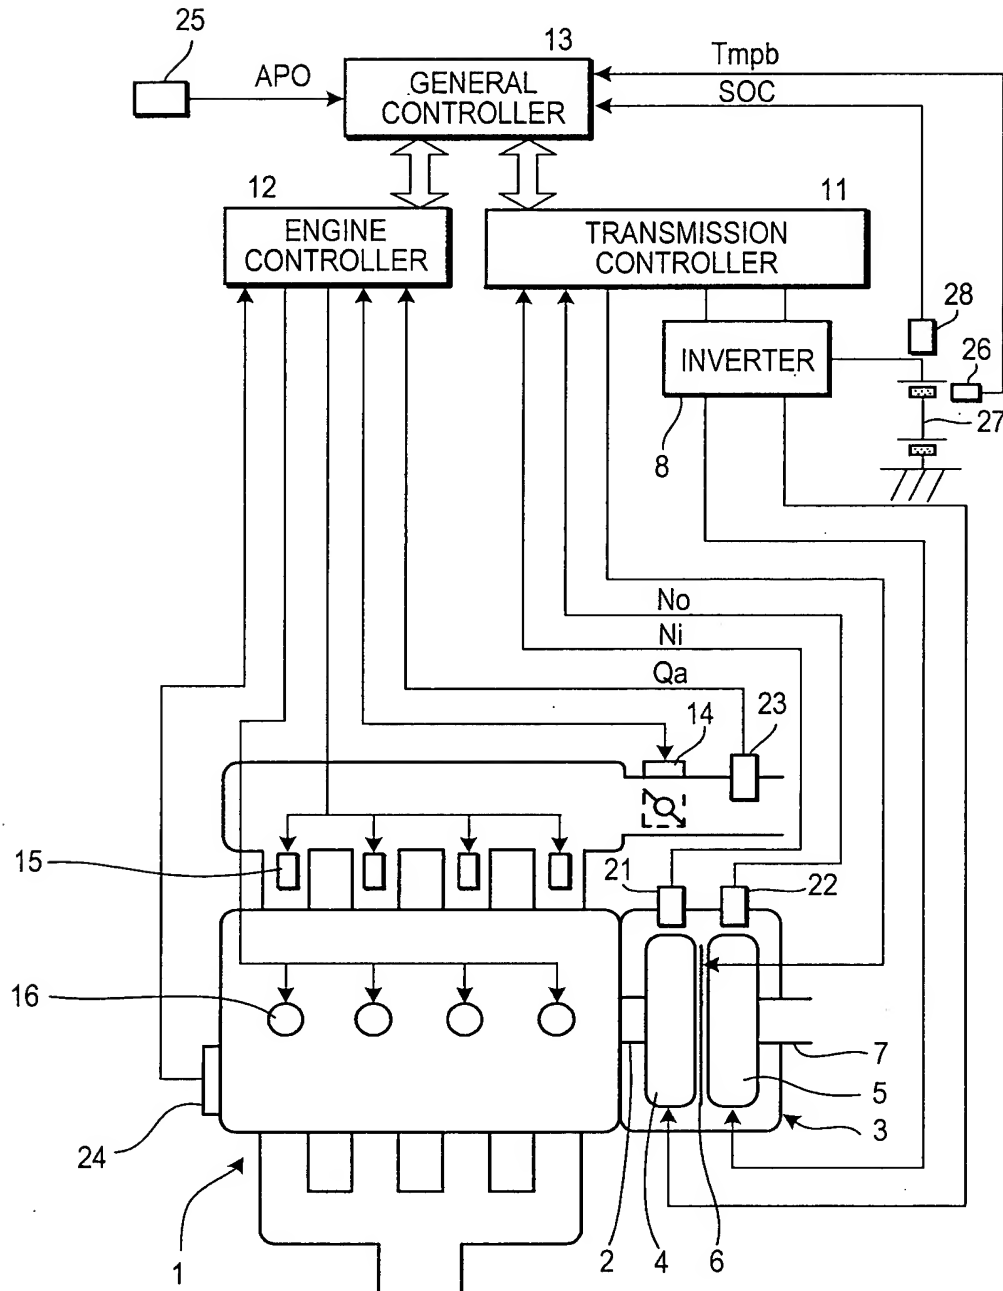 25
13
Tmpb
APO
GENERAL
CONTROLLER
SOC
12
11
ENGINE
CONTROLLER
TRANSMISSION
CONTROLLER
28
INVERTER
26
27
8
No
Ni
Qa
14
23
15
21
22
16
7
5
3
24
1
2
4
6